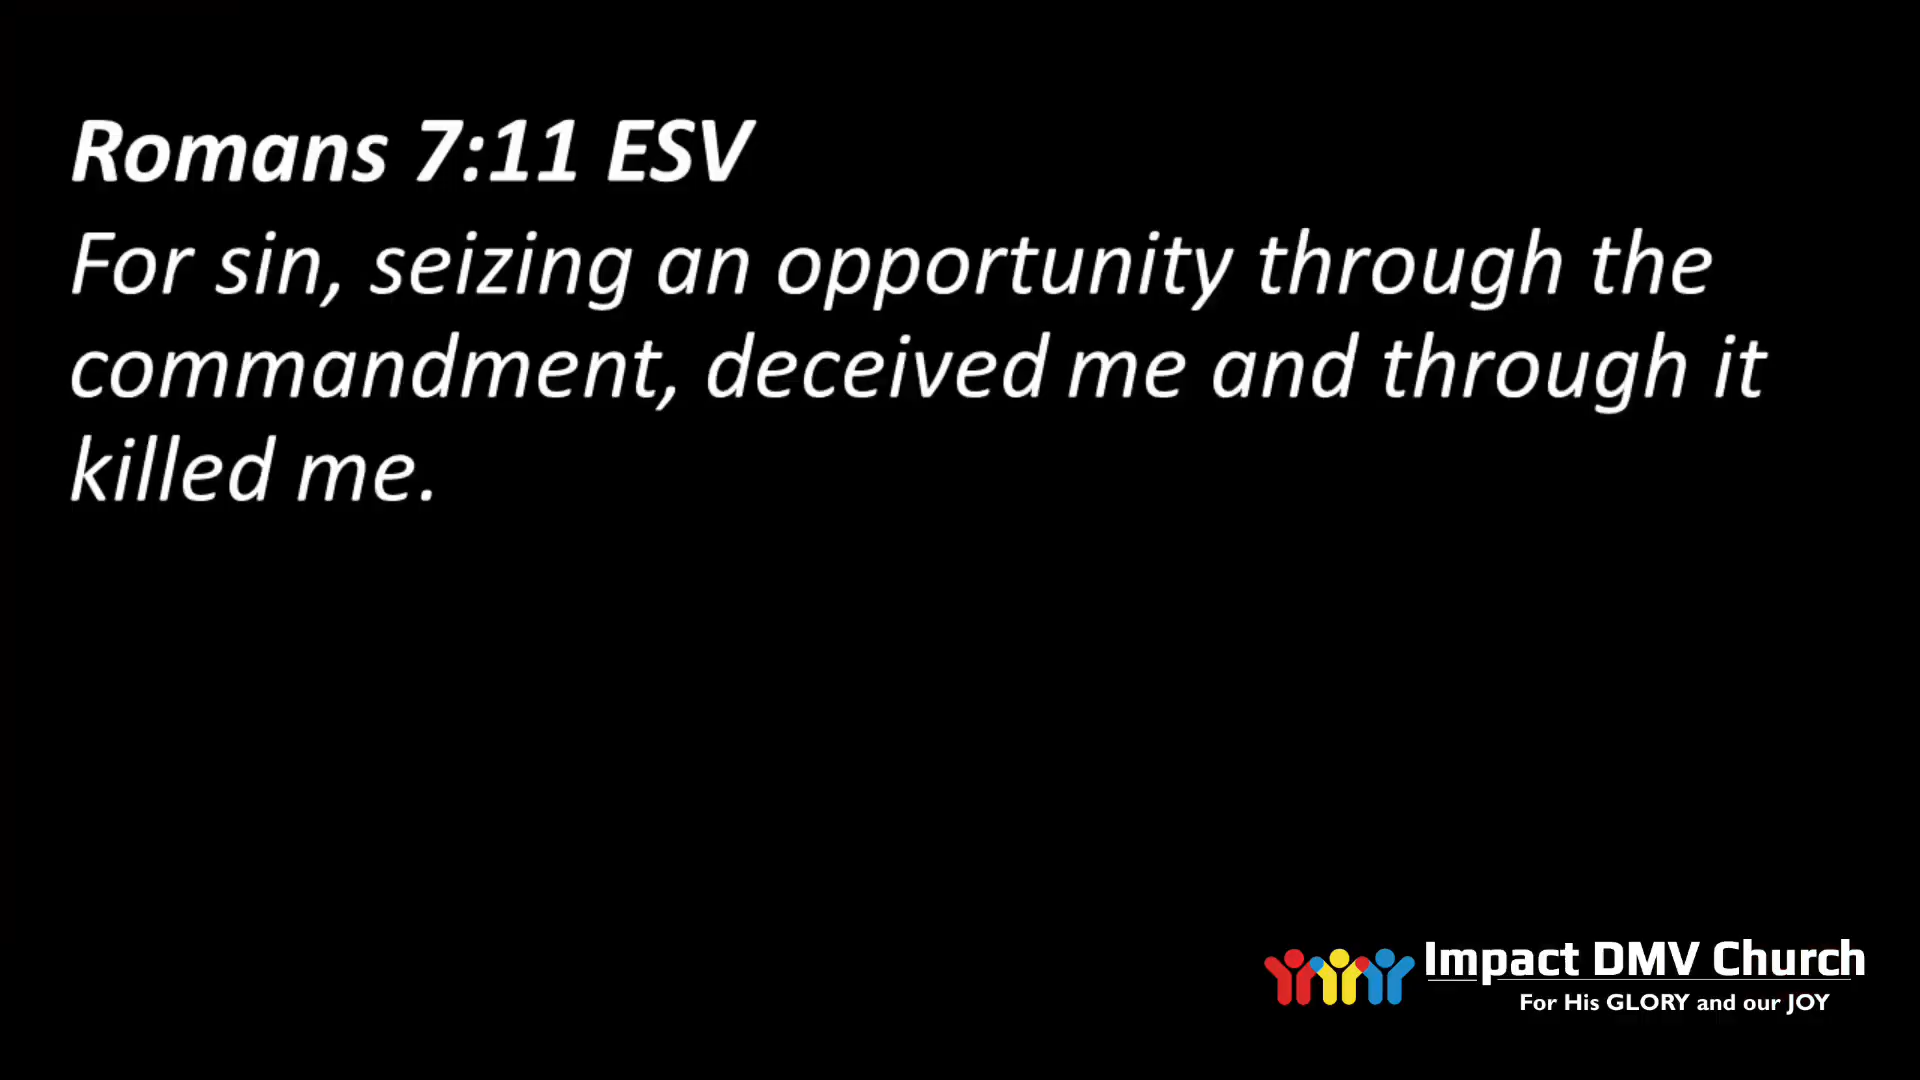 Romans 7:11 ESV
For sin, seizing an opportunity through the
commandment, deceived me and through it
killed me.
Impact DMV Church
For His GLORY and our JOY